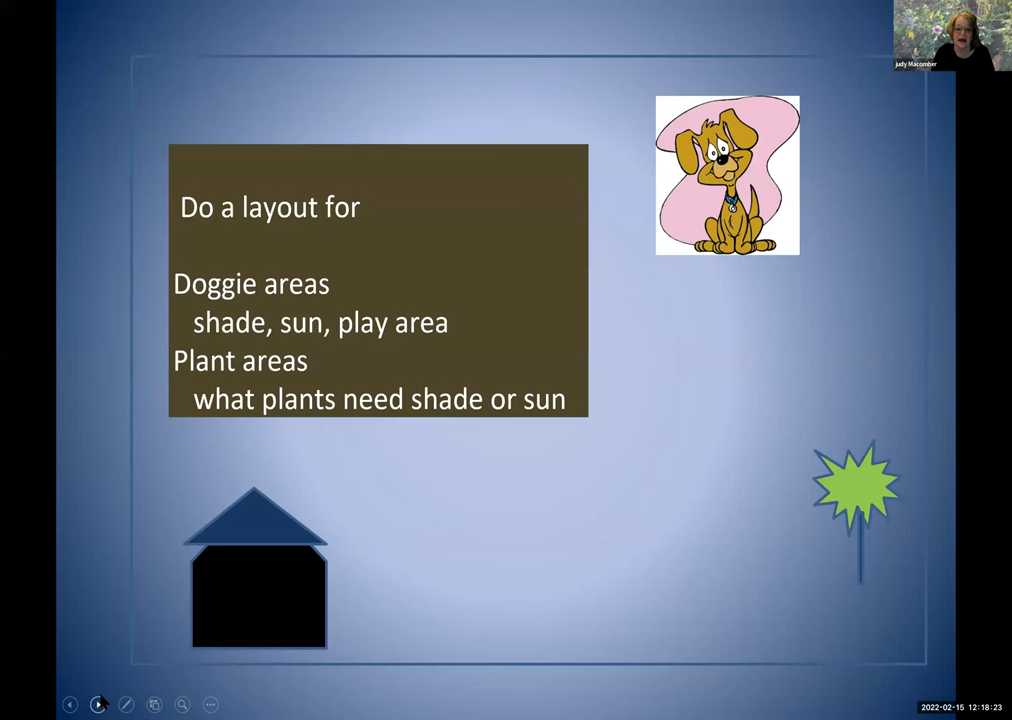 judy Macomber
Do a layout for
Doggie areas
shade, sun, play area
Plant areas
what plants need shade or sun
2022-02-15 12:18:23